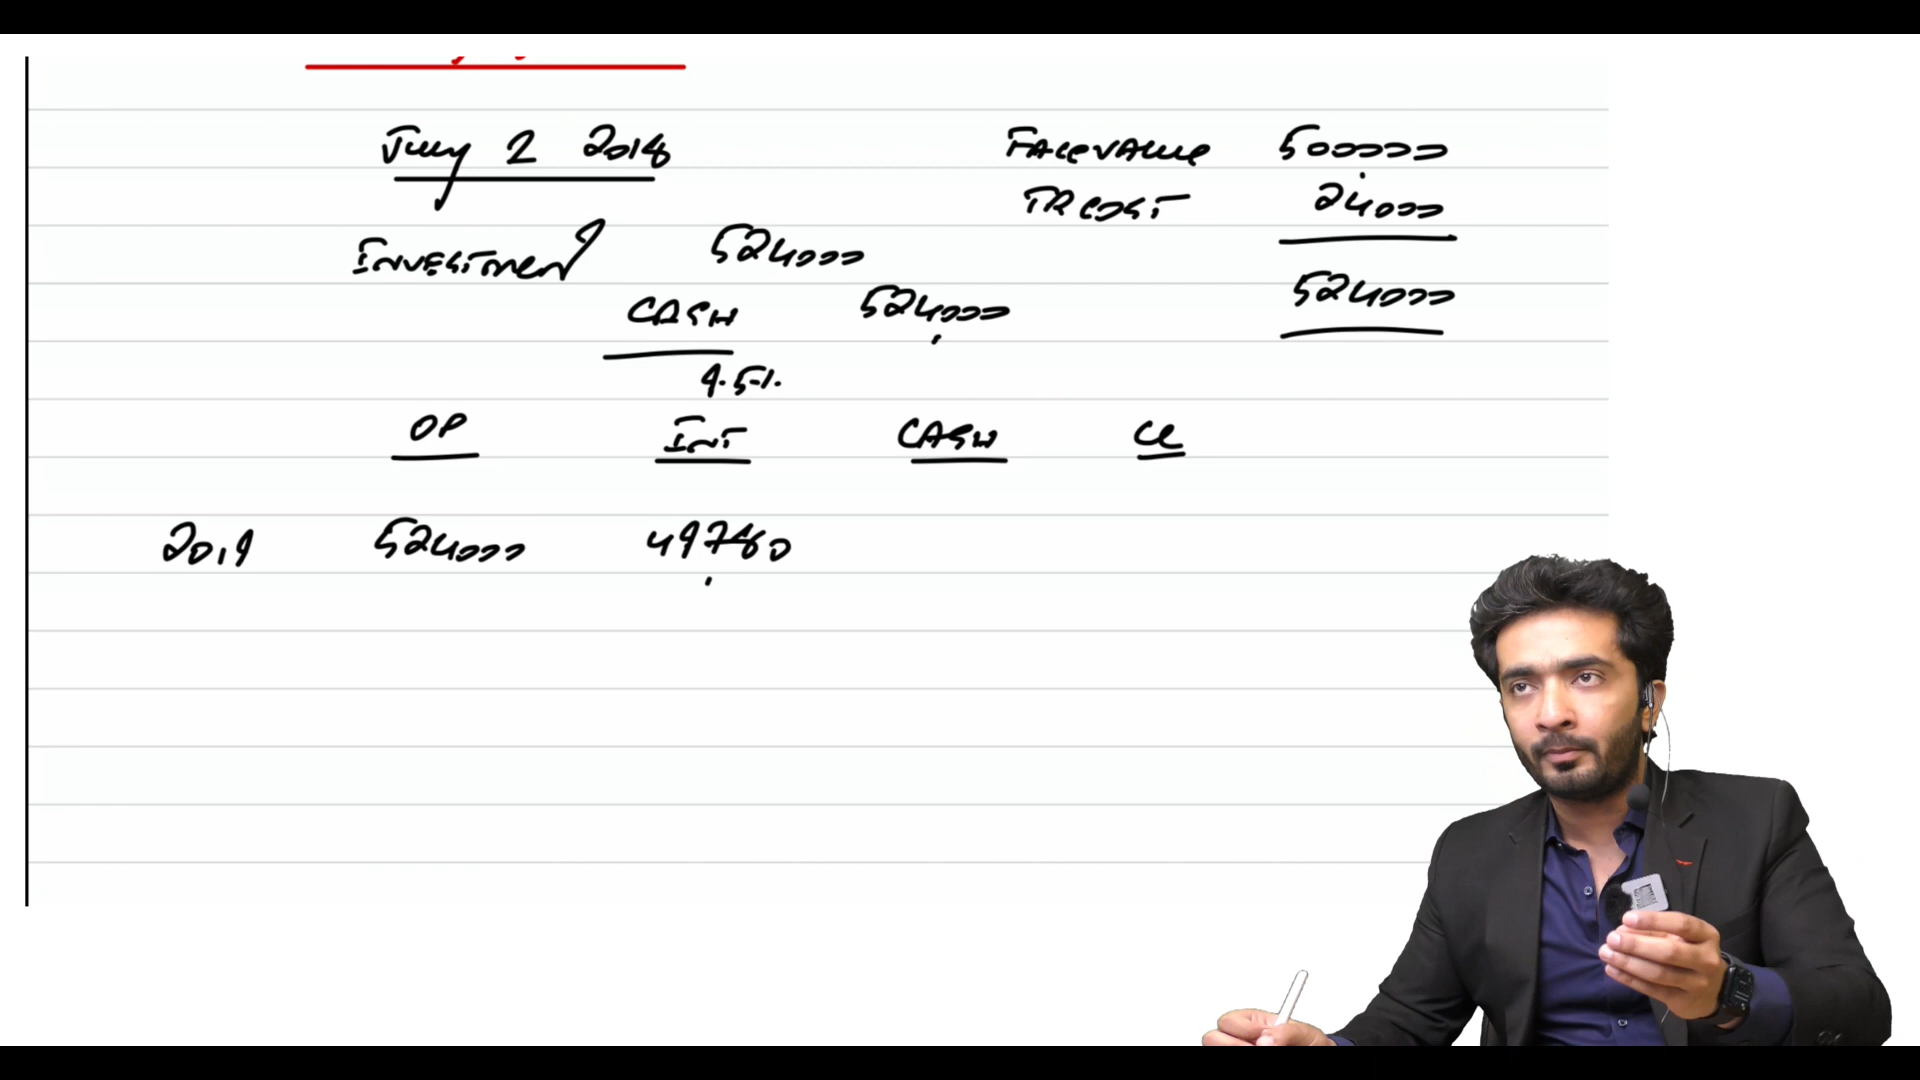 July 2 2018
FACE VALUE 500000
TR COST 24000
524000
INVESTMENT 524000
CASH 524000
9.5%
OP INT CASH CL
2019 524000 49780